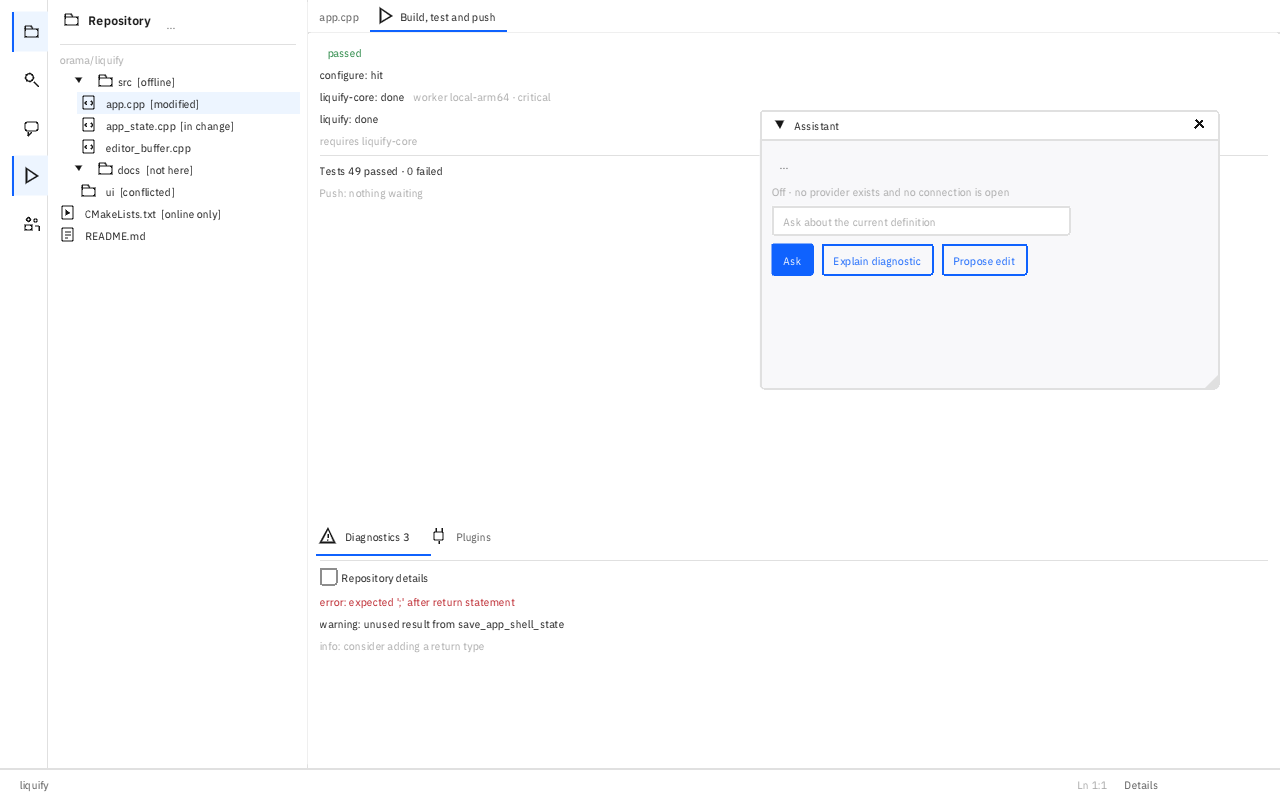 Repository
...
orama/liquify
src [offline]
app.cpp [modified]
app_state.cpp [in change]
editor_buffer.cpp
docs [not here]
ui [conflicted]
CMakeLists.txt [online only]
README.md
app.cpp
Build, test and push
passed
configure: hit
liquify-core: done worker local-arm64 · critical
liquify: done
requires liquify-core
Tests 49 passed · 0 failed
Push: nothing waiting
Assistant
...
Off · no provider exists and no connection is open
Ask about the current definition
Ask
Explain diagnostic
Propose edit
Diagnostics 3
Plugins
Repository details
error: expected ';' after return statement
warning: unused result from save_app_shell_state
info: consider adding a return type
liquify
Ln 1:1
Details